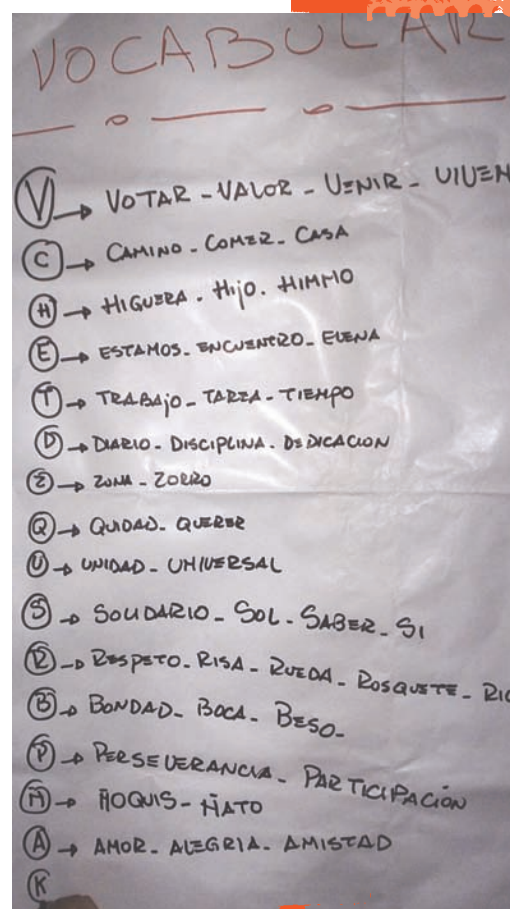 VOCABULAR
V → VOTAR - VALOR - VENIR - VIVEN
C → CAMINO - COMER - CASA
H → HIGUERA - HIJO - HIMNO
E → ESTAMOS - ENCUENTRO - ELENA
T → TRABAJO - TAREA - TIEMPO
D → DIARIO - DISCIPLINA - DEDICACION
Z → ZONA - ZORRO
Q → QUIDAD - QUERER
U → UNIDAD - UNIVERSAL
S → SOLIDARIO - SOL - SABER - SI
R → RESPETO - RISA - RUEDA - ROSQUETE - RIO
B → BONDAD - BOCA - BESO -
P → PERSEVERANCIA - PARTICIPACIÓN
Ñ → ÑOQUIS - ÑATO
A → AMOR - ALEGRIA - AMISTAD
K